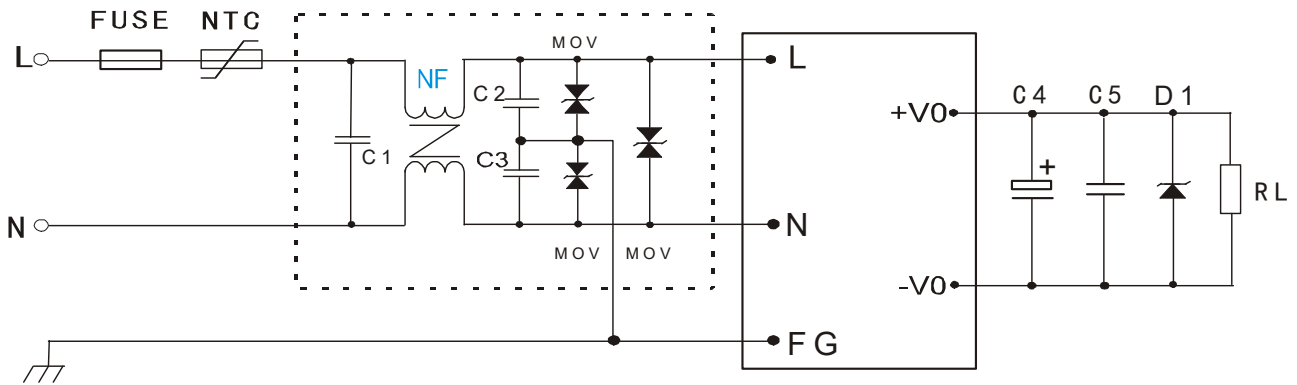 FUSE NTC
MOV
L
NF
L
C2
C4 C5 D1
+V0
C1
C3
+
RL
N
N
MOV MOV
-V0
FG